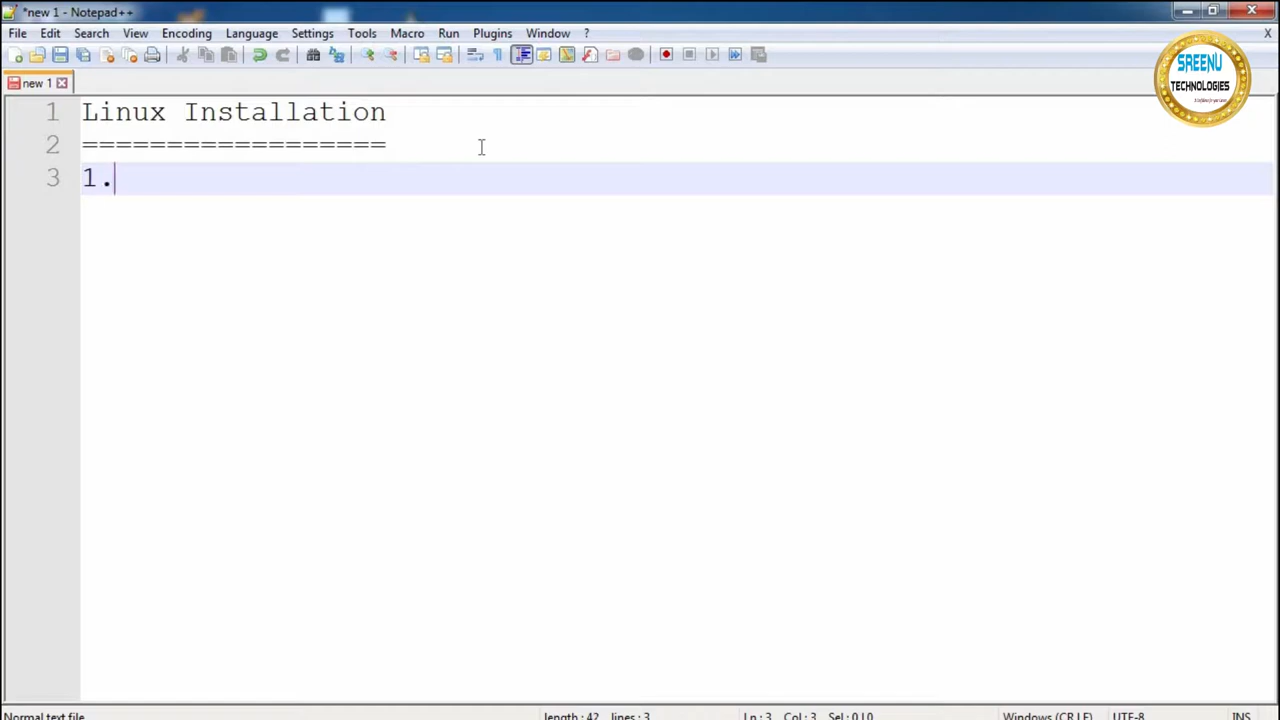 *new 1 - Notepad++
File Edit Search View Encoding Language Settings Tools Macro Run Plugins Window ? X
SREENU
TECHNOLOGIES
new 1
1 Linux Installation
2 ==================
3 1.
Normal text file length : 42 lines : 3 Ln : 3 Col : 3 Sel : 0 | 0 Windows (CR LF) UTF-8 INS